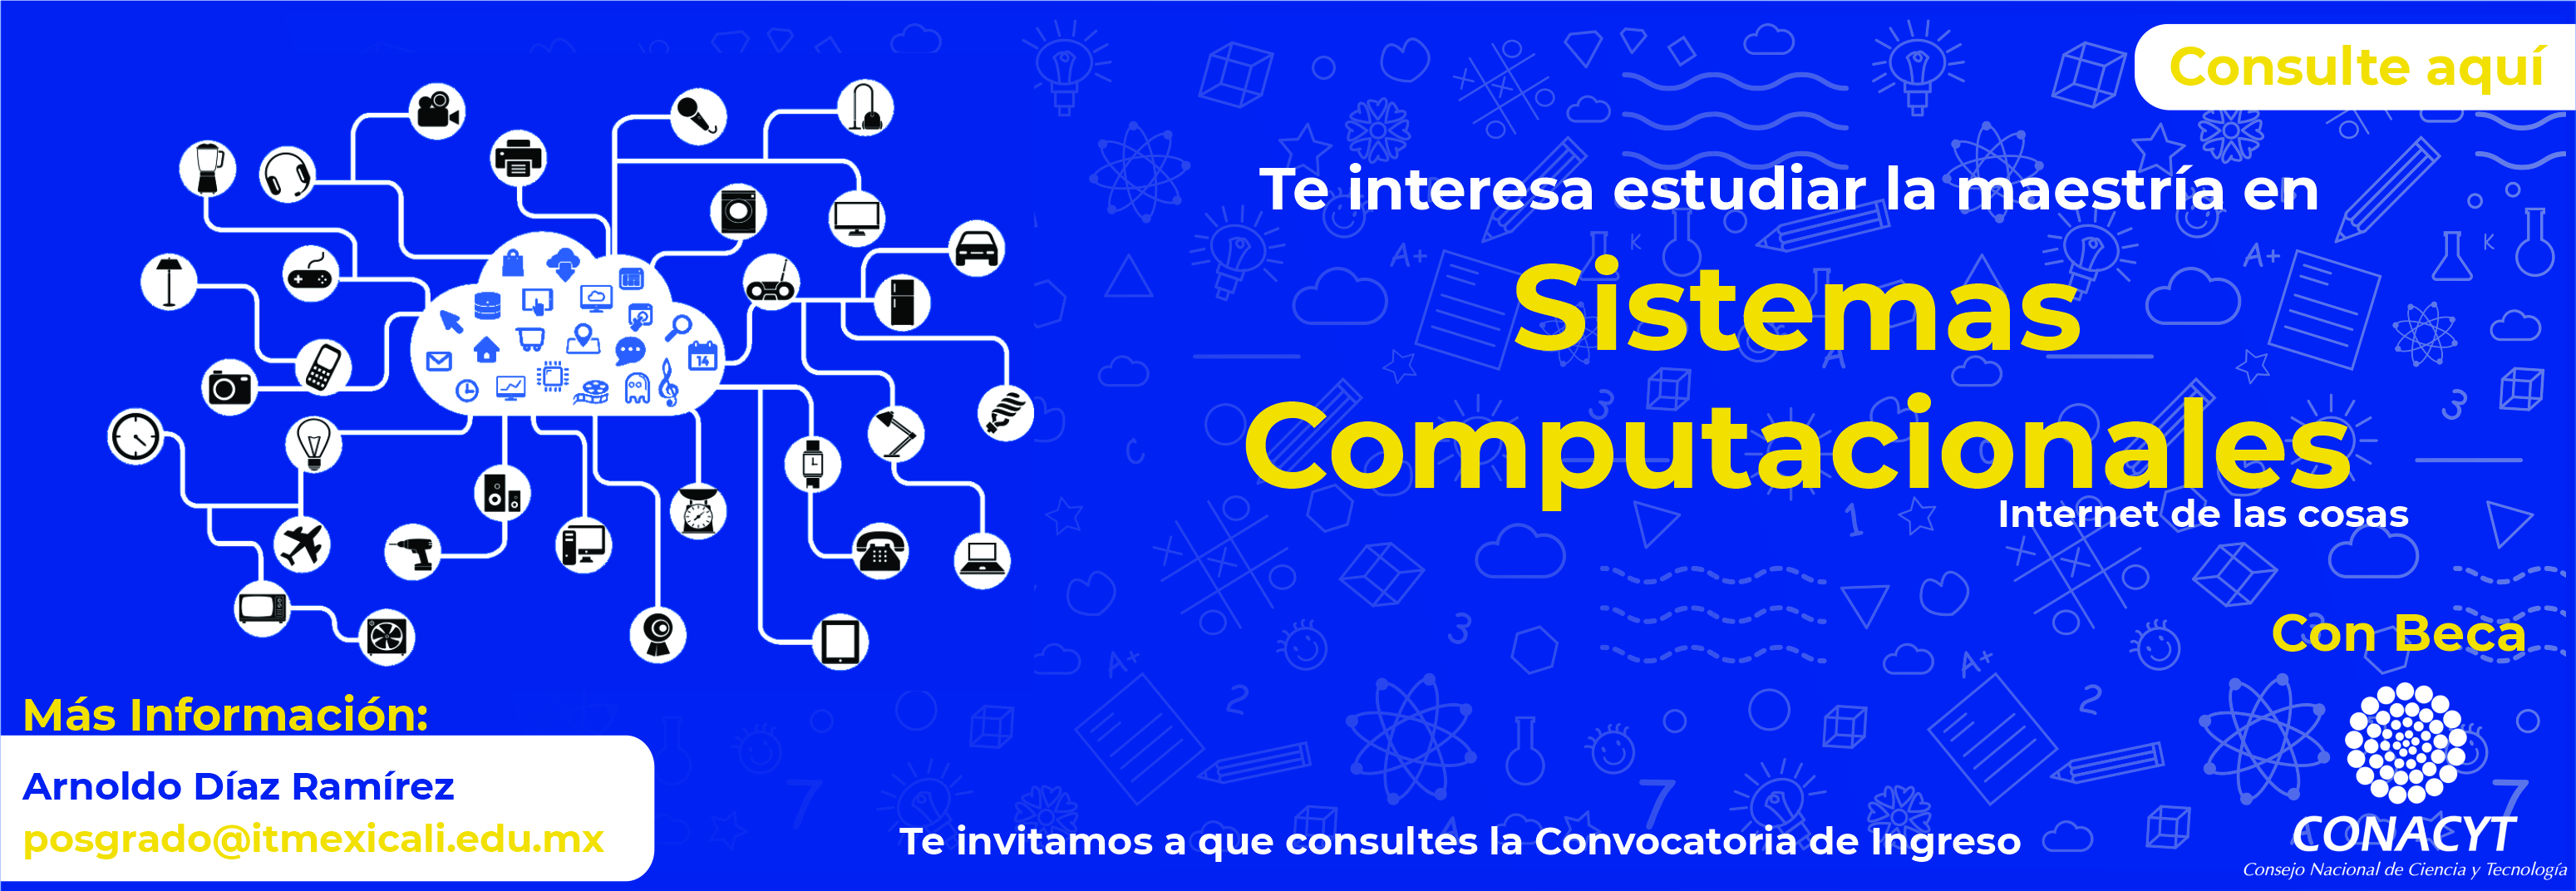 Consulte aquí
Te interesa estudiar la maestría en
Sistemas
Computacionales
Internet de las cosas
Con Beca
Más Información:
Arnoldo Díaz Ramírez
posgrado@itmexicali.edu.mx
Te invitamos a que consultes la Convocatoria de Ingreso
CONACYT
Consejo Nacional de Ciencia y Tecnología
14